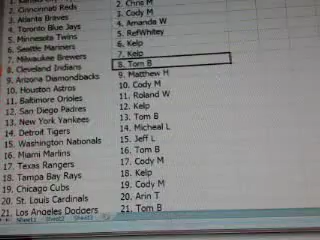 Cincinnati Reds 2. Chris M
3. Atlanta Braves 3. Cody M
4. Toronto Blue Jays 4. Amanda W
5. Minnesota Twins 5. RefWhitey
6. Seattle Mariners 6. Kelp
7. Milwaukee Brewers 7. Kelp
8. Cleveland Indians 8. Tom B
9. Arizona Diamondbacks 9. Matthew M
10. Houston Astros 10. Cody M
11. Baltimore Orioles 11. Roland W
12. San Diego Padres 12. Kelp
13. New York Yankees 13. Tom B
14. Detroit Tigers 14. Micheal L
15. Washington Nationals 15. Jeff L
16. Miami Marlins 16. Tom B
17. Texas Rangers 17. Cody M
18. Tampa Bay Rays 18. Kelp
19. Chicago Cubs 19. Cody M
20. St. Louis Cardinals 20. Arin T
21. Los Angeles Dodgers 21. Tom B
Sheet1 Sheet2 Sheet3